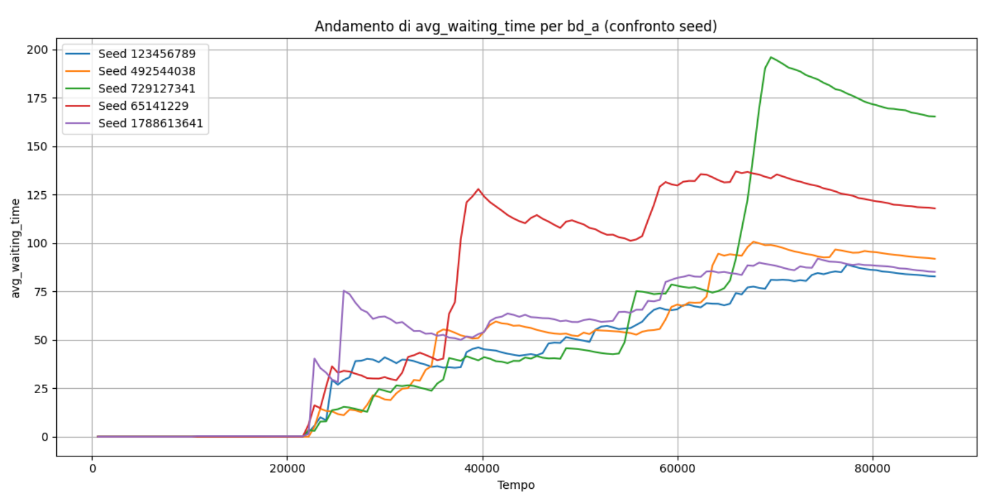 Andamento di avg_waiting_time per bd_a (confronto seed)
200
175
150
125
100
75
50
25
0
avg_waiting_time
Seed 123456789
Seed 492544038
Seed 729127341
Seed 65141229
Seed 1788613641
0 20000 40000 60000 80000
Tempo